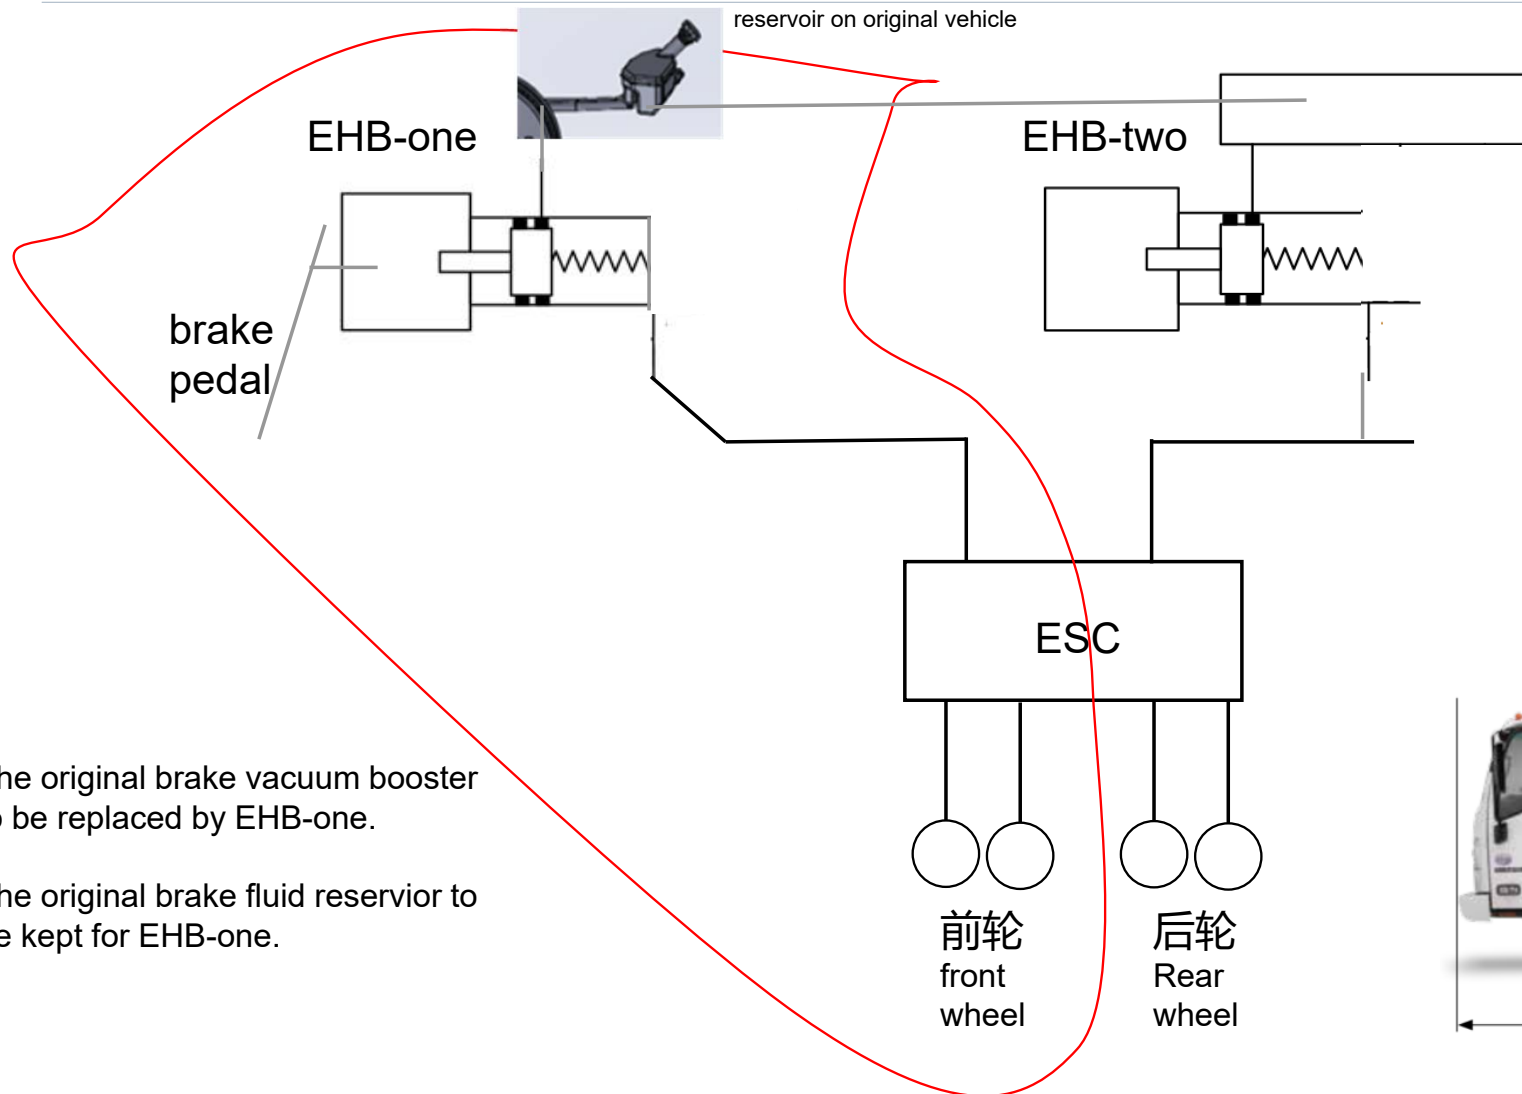 reservoir on original vehicle
EHB-one
EHB-two
brake
pedal
ESC
he original brake vacuum booster
be replaced by EHB-one.
he original brake fluid reservior to
kept for EHB-one.
前轮
front
wheel
后轮
Rear
wheel